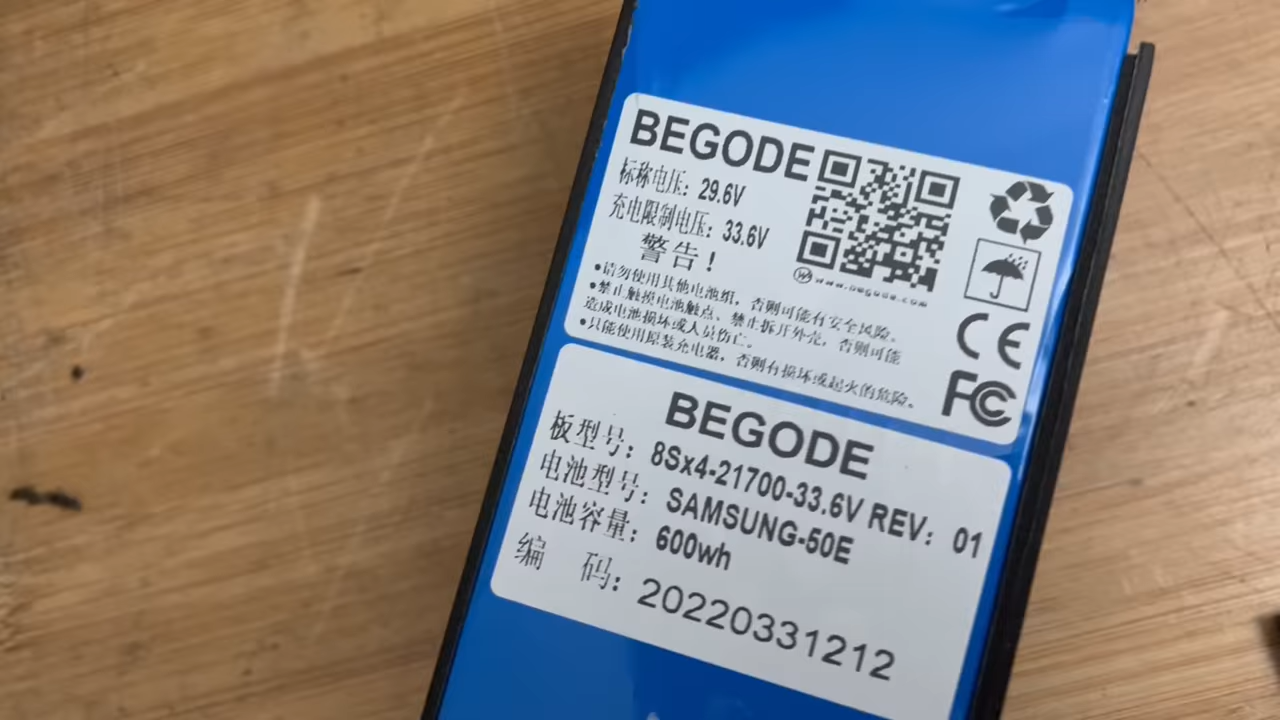 BEGODE
标称电压: 29.6V
充电限制电压: 33.6V
警告!
www.begode.com
●请勿使用其他电池组, 否则可能有安全风险。
●禁止触摸电池触点、禁止拆开外壳, 否则可能
造成电池损坏或人员伤亡。
●只能使用原装充电器, 否则有损坏或起火的危险。
CE
FC
BEGODE
板型号: 8Sx4-21700-33.6V REV: 01
电池型号: SAMSUNG-50E
电池容量: 600wh
编 码: 20220331212